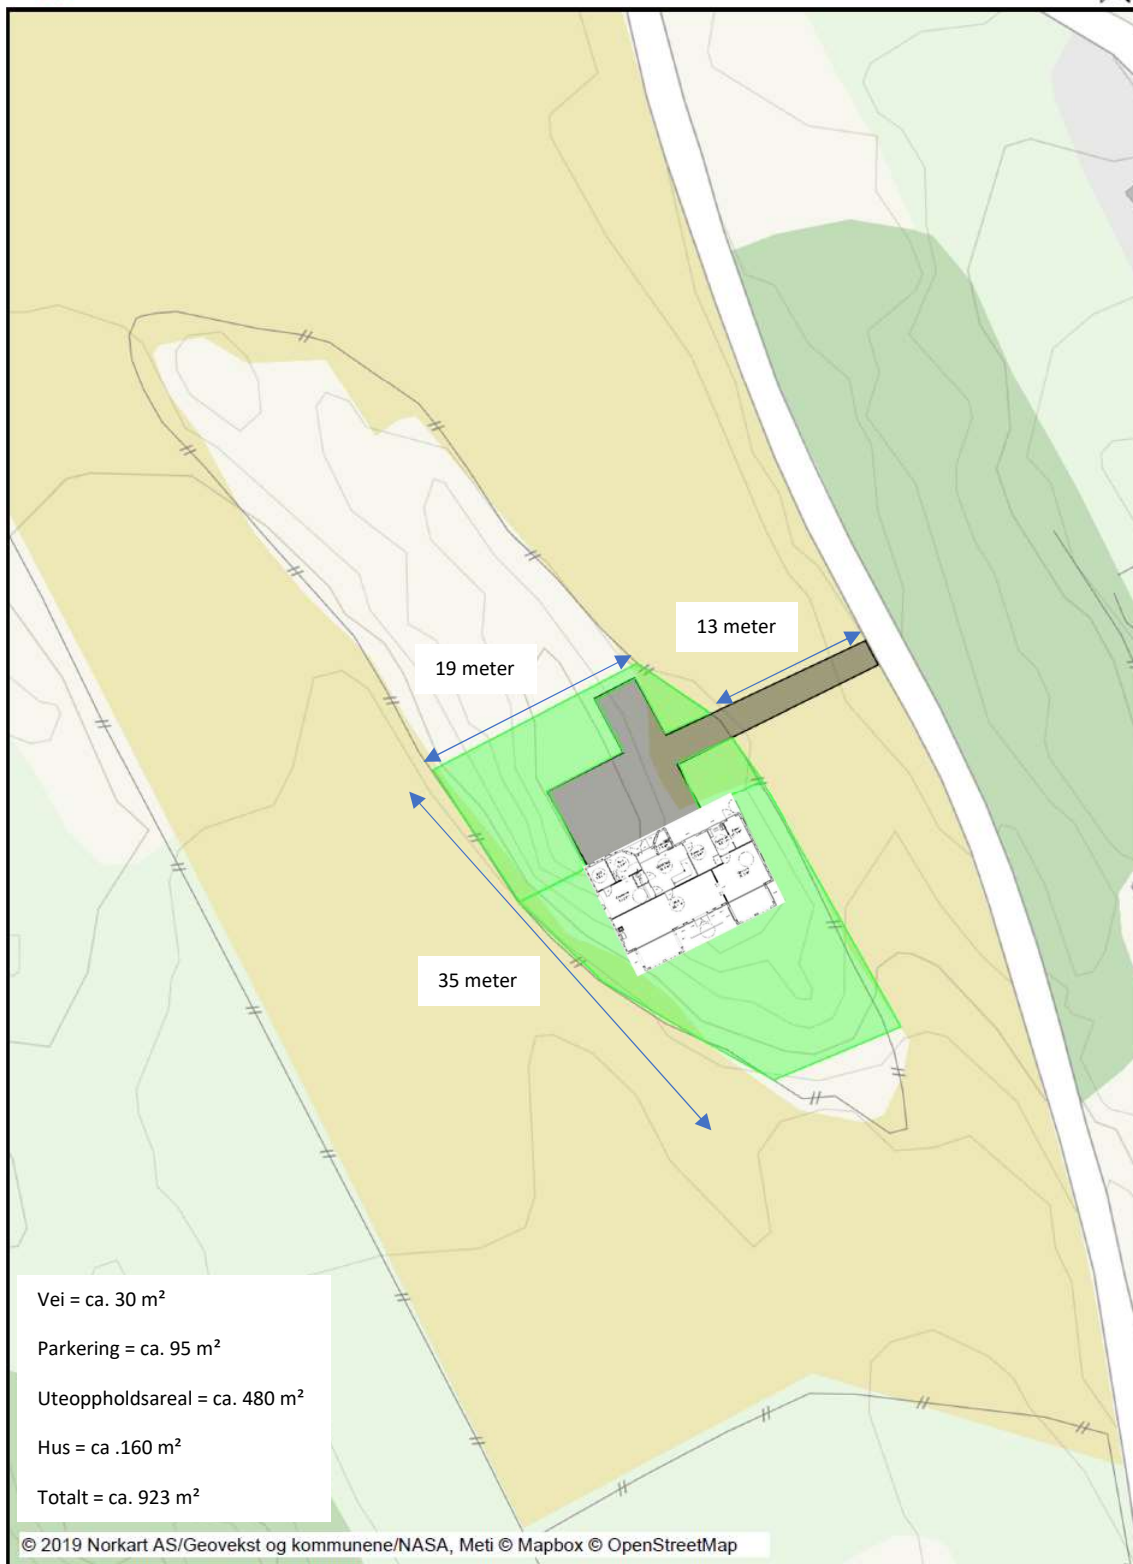 13 meter
19 meter
35 meter
Vei = ca. 30 m²
Parkering = ca. 95 m²
Uteoppholdsareal = ca. 480 m²
Hus = ca .160 m²
Totalt = ca. 923 m²
© 2019 Norkart AS/Geovekst og kommunene/NASA, Meti © Mapbox © OpenStreetMap